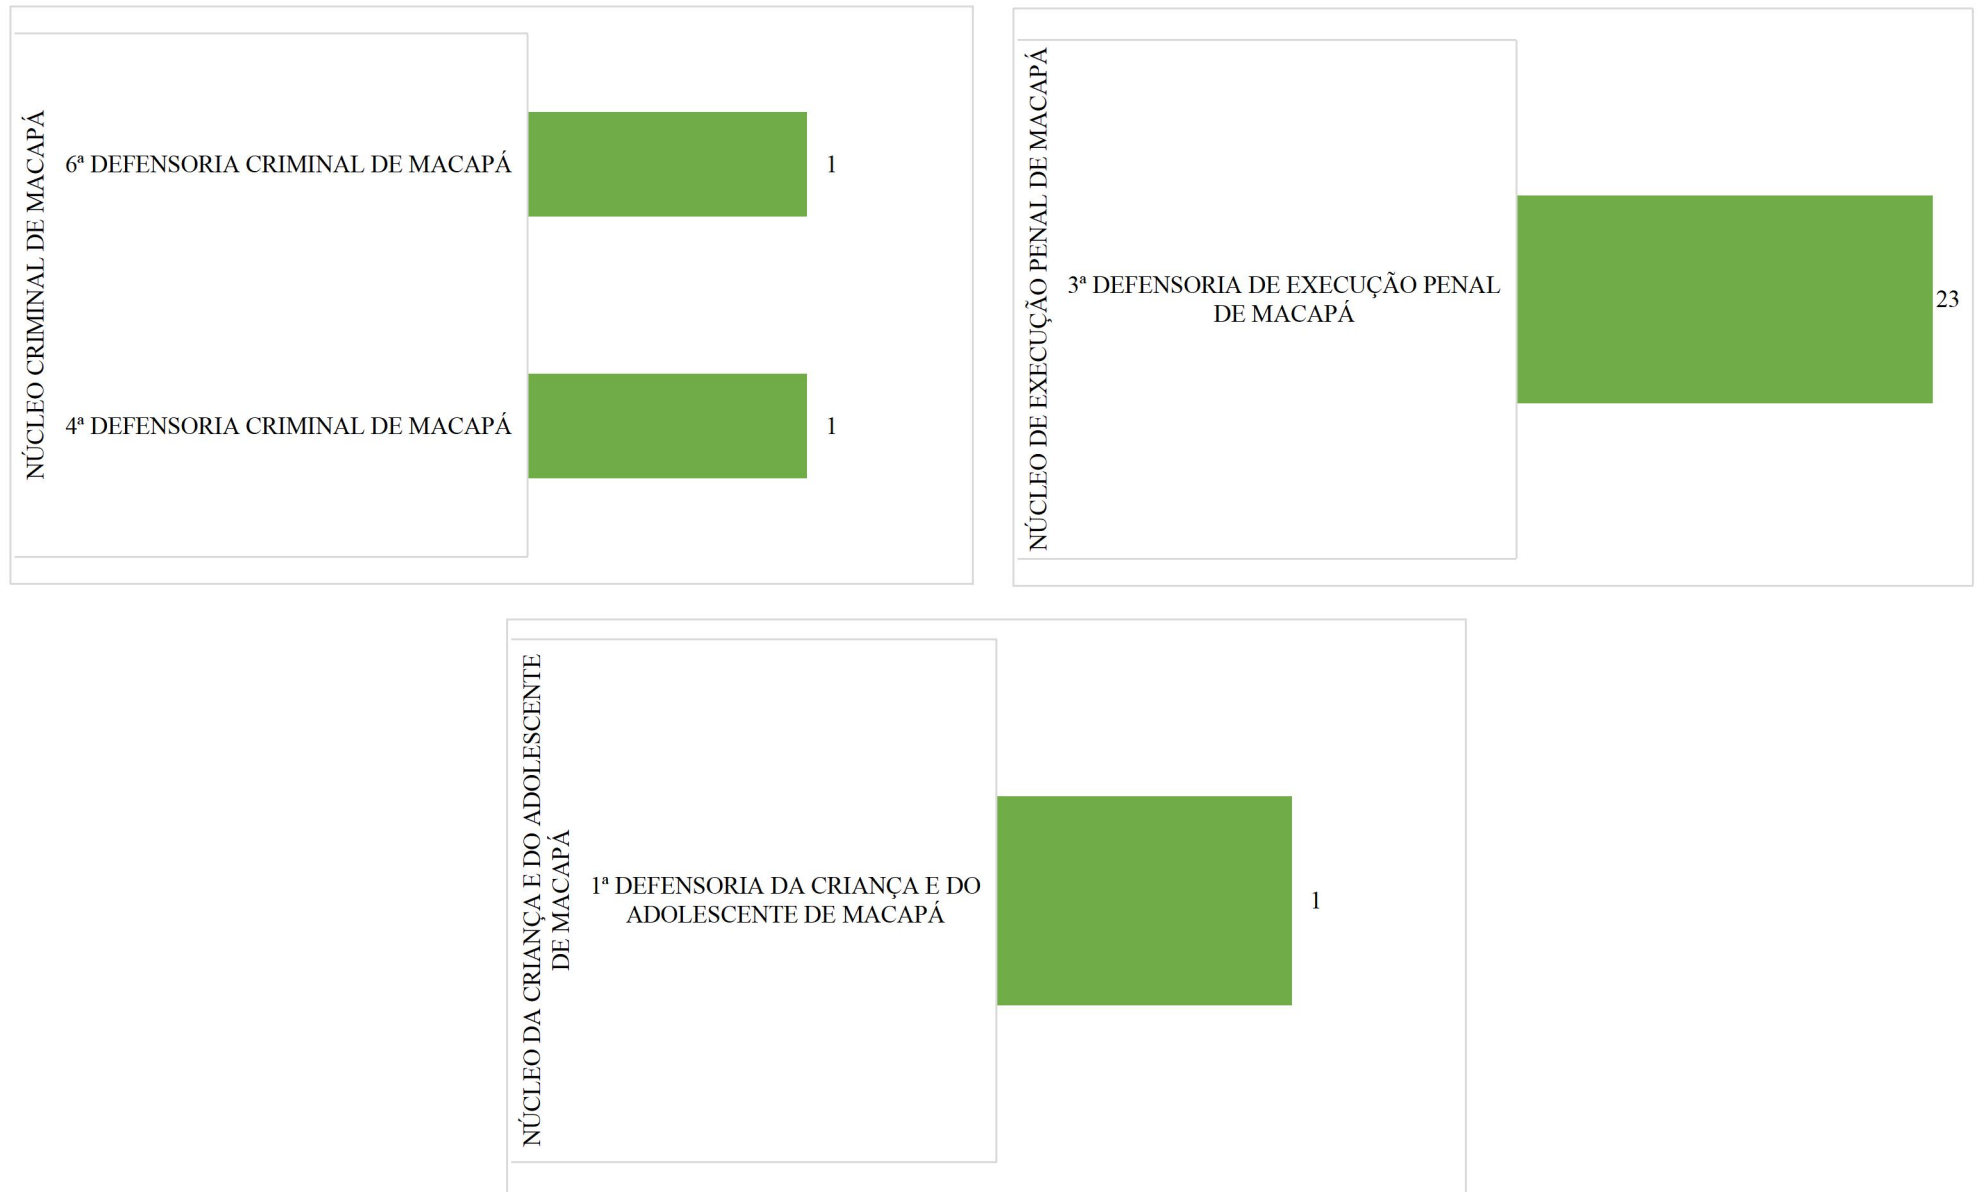 NÚCLEO CRIMINAL DE MACAPÁ
6ª DEFENSORIA CRIMINAL DE MACAPÁ
1
4ª DEFENSORIA CRIMINAL DE MACAPÁ
1
NÚCLEO DE EXECUÇÃO PENAL DE MACAPÁ
3ª DEFENSORIA DE EXECUÇÃO PENAL
DE MACAPÁ
23
NÚCLEO DA CRIANÇA E DO ADOLESCENTE
DE MACAPÁ
1ª DEFENSORIA DA CRIANÇA E DO
ADOLESCENTE DE MACAPÁ
1